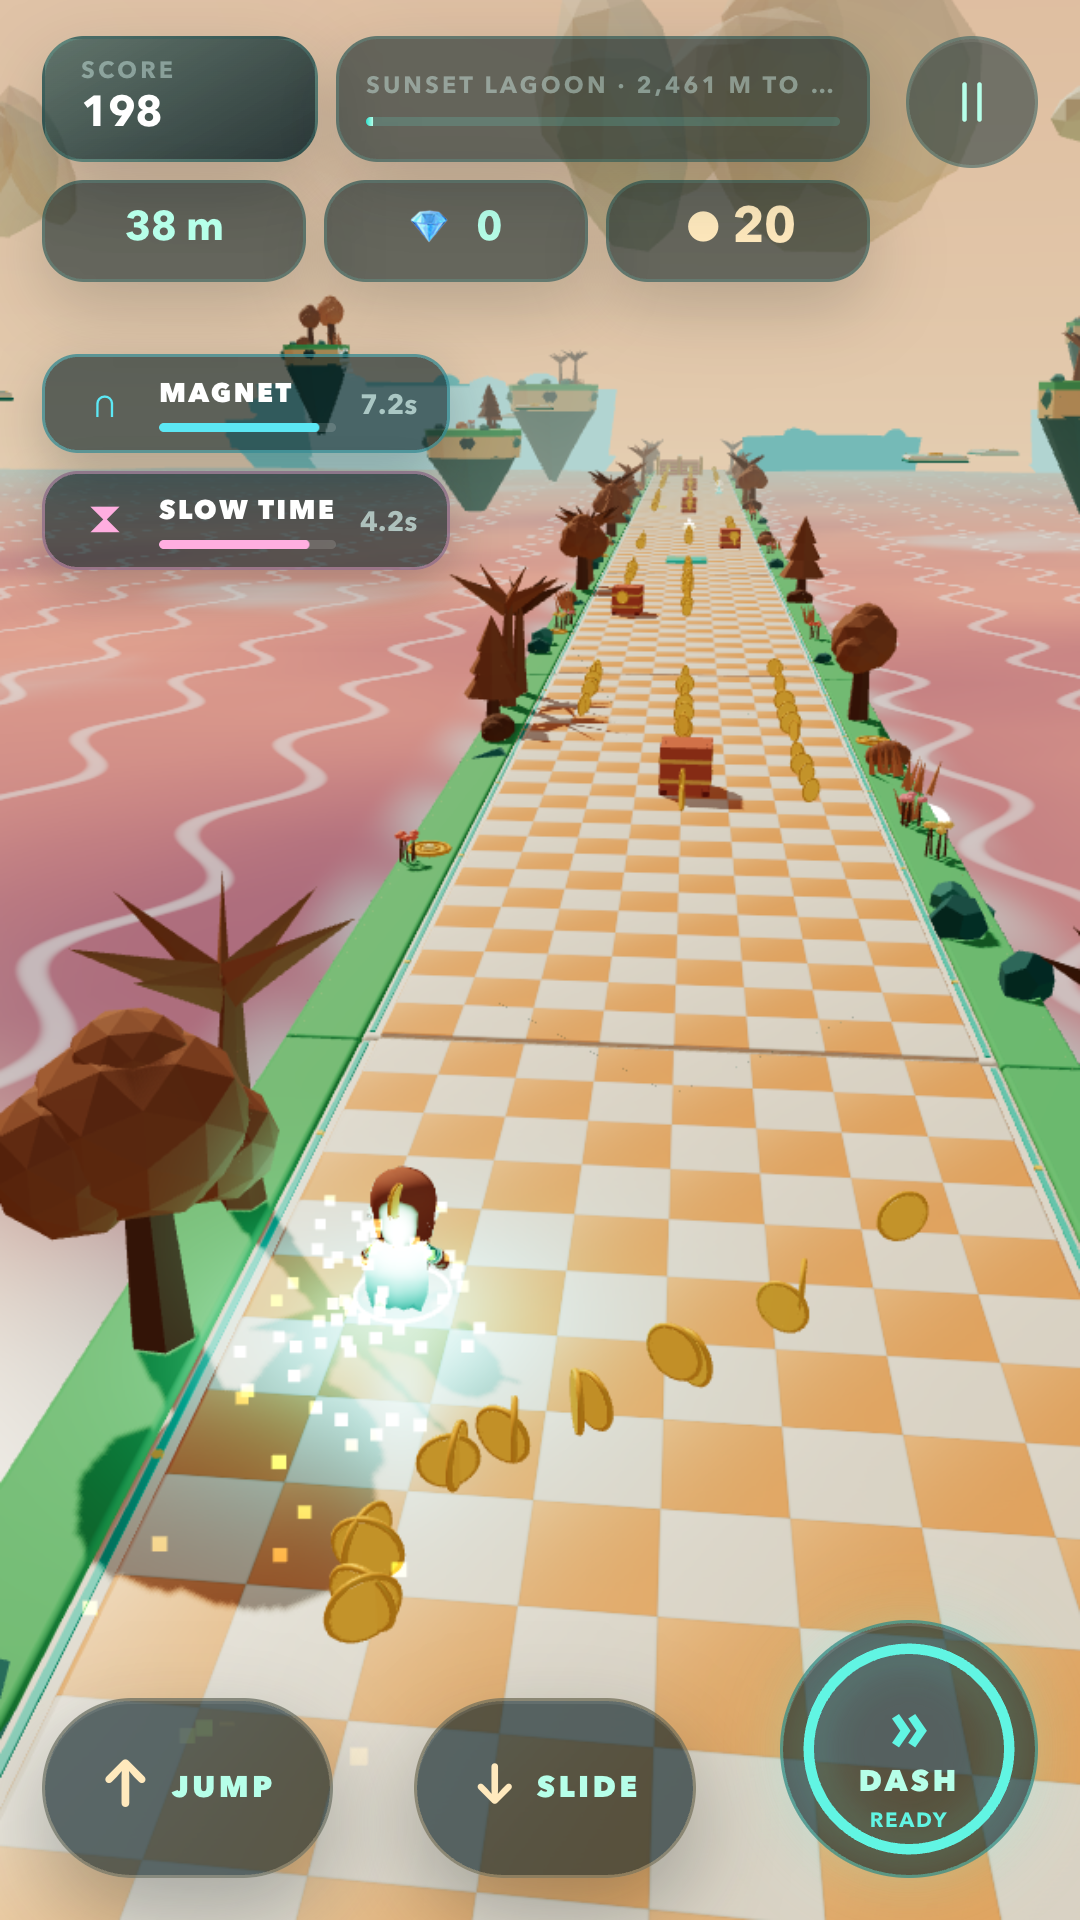 SCORE
198
SUNSET LAGOON · 2,461 M TO ...
38 m
0
20
MAGNET
7.2s
SLOW TIME
4.2s
JUMP
SLIDE
DASH
READY